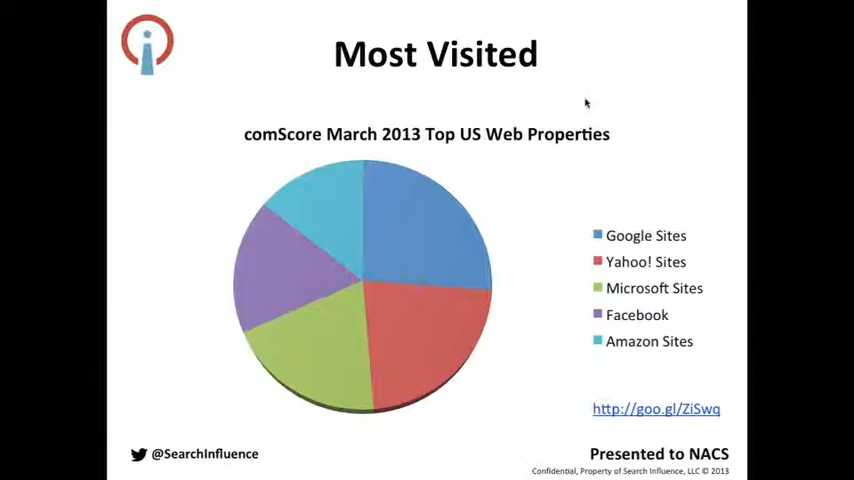 Most Visited
comScore March 2013 Top US Web Properties
Google Sites
Yahoo! Sites
Microsoft Sites
Facebook
Amazon Sites
http://goo.gl/ZiSwq
@SearchInfluence
Presented to NACS
Confidential, Property of Search Influence, LLC © 2013